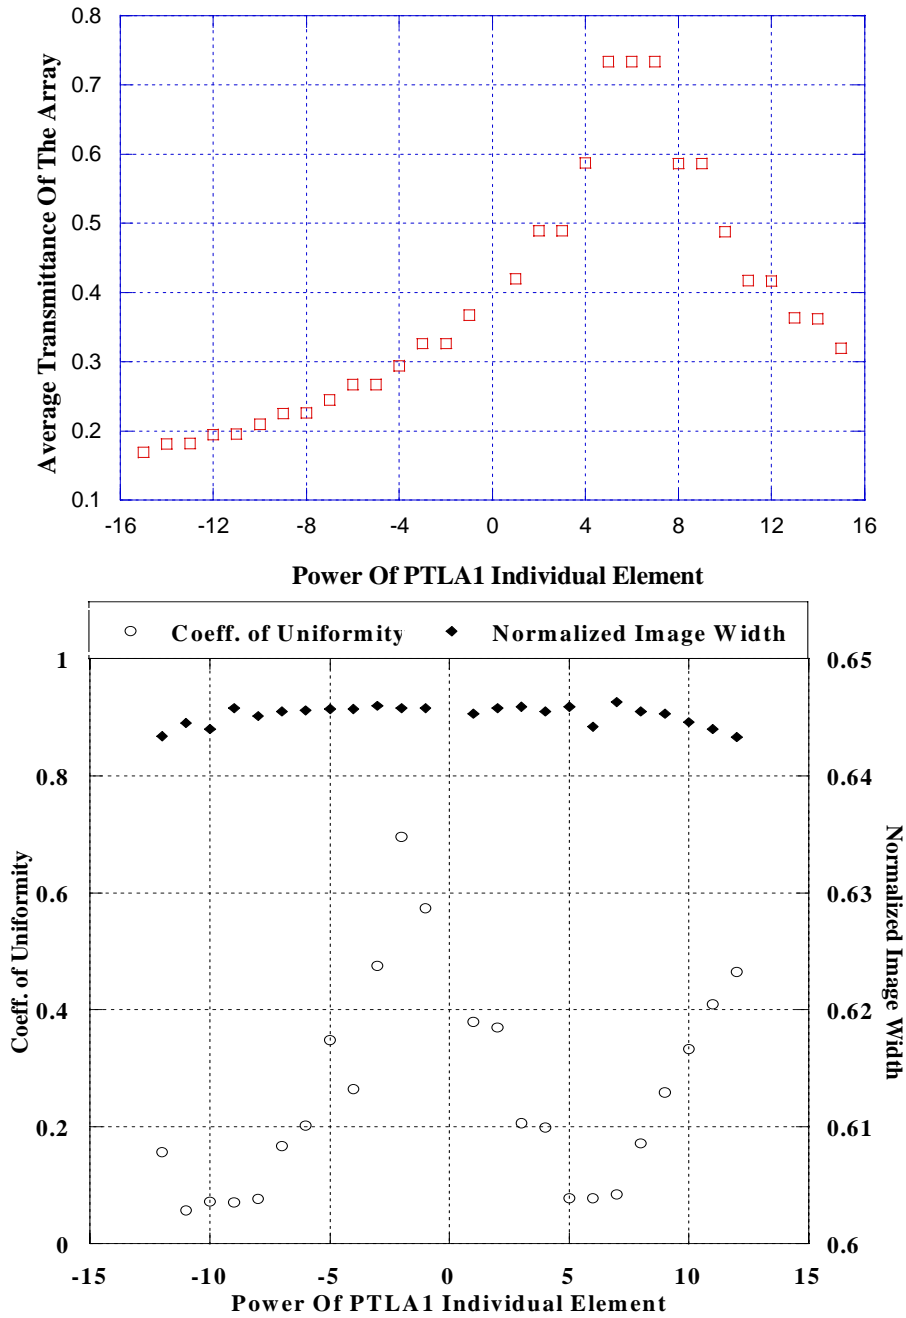 0.8
0.7
0.6
0.5
0.4
0.3
0.2
0.1
Average Transmittance Of The Array
-16 -12 -8 -4 0 4 8 12 16
Power Of PTLA1 Individual Element
Coeff. of Uniformity Normalized Image Width
1 0.65
0.8 0.64
0.6 0.63
0.4 0.62
0.2 0.61
0 0.6
Coeff. of Uniformity
Normalized Image Width
-15 -10 -5 0 5 10 15
Power Of PTLA1 Individual Element